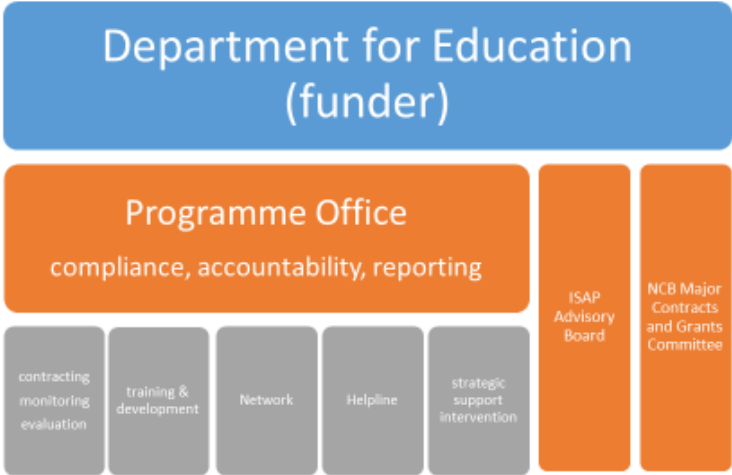 Department for Education
(funder)
Programme Office
compliance, accountability, reporting
ISAP
Advisory
Board
NCB Major
Contracts
and Grants
Committee
contracting
monitoring
evaluation
training &
development
Network
Helpline
strategic
support
intervention